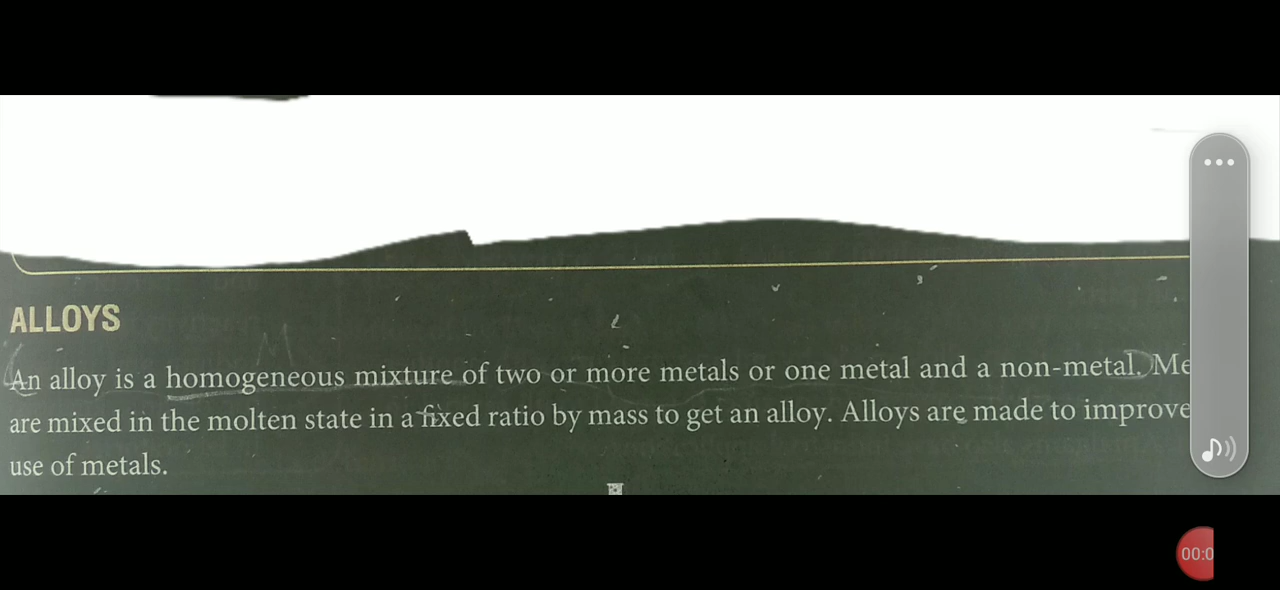 ALLOYS
An alloy is a homogeneous mixture of two or more metals or one metal and a non-metal.
are mixed in the molten state in a fixed ratio by mass to get an alloy. Alloys are made to improve
use of metals.
00:0